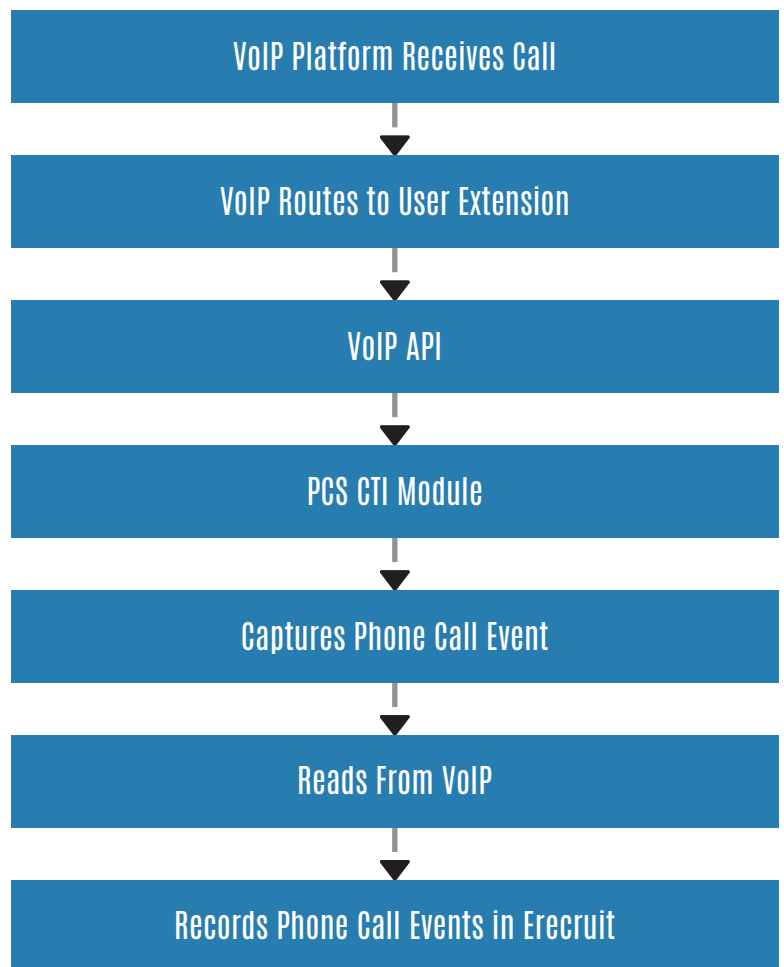 VoIP Platform Receives Call
VoIP Routes to User Extension
VoIP API
PCS CTI Module
Captures Phone Call Event
Reads From VoIP
Records Phone Call Events in Erecruit